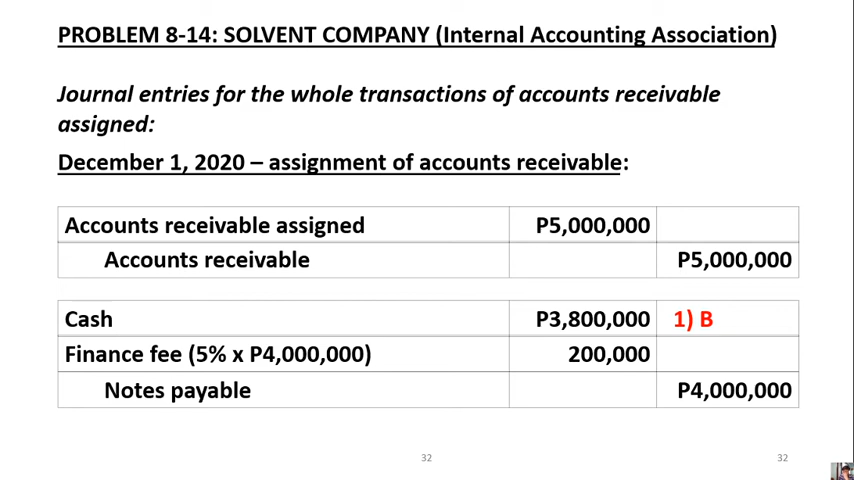 PROBLEM 8-14: SOLVENT COMPANY (Internal Accounting Association)
Journal entries for the whole transactions of accounts receivable
assigned:
December 1, 2020 – assignment of accounts receivable:
Accounts receivable assigned P5,000,000
Accounts receivable P5,000,000
Cash P3,800,000 1) B
Finance fee (5% x P4,000,000) 200,000
Notes payable P4,000,000
32 32